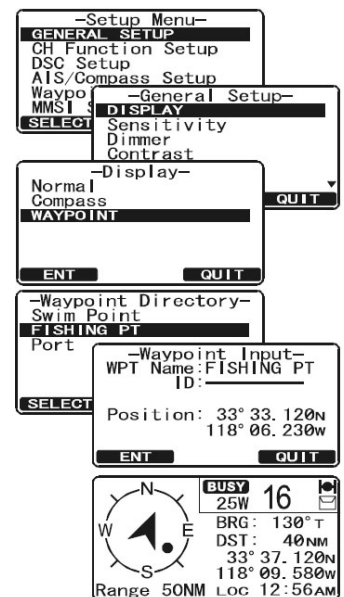 –Setup Menu–
GENERAL SETUP
CH Function Setup
DSC Setup
AIS/Compass Setup
Waypo
MMSI S
SELECT
–General Setup–
DISPLAY
Sensitivity
Dimmer
Contrast
QUIT
–Display–
Normal
Compass
WAYPOINT
ENT QUIT
–Waypoint Directory–
Swim Point
FISHING PT
Port
SELECT
–Waypoint Input–
WPT Name:FISHING PT
ID:
Position: 33°33.120N
118°06.230W
ENT QUIT
N
W E
S
Range 50NM
BUSY
25W 16
BRG: 130°T
DST: 40NM
33°37.120N
118°09.580W
LOC 12:56AM